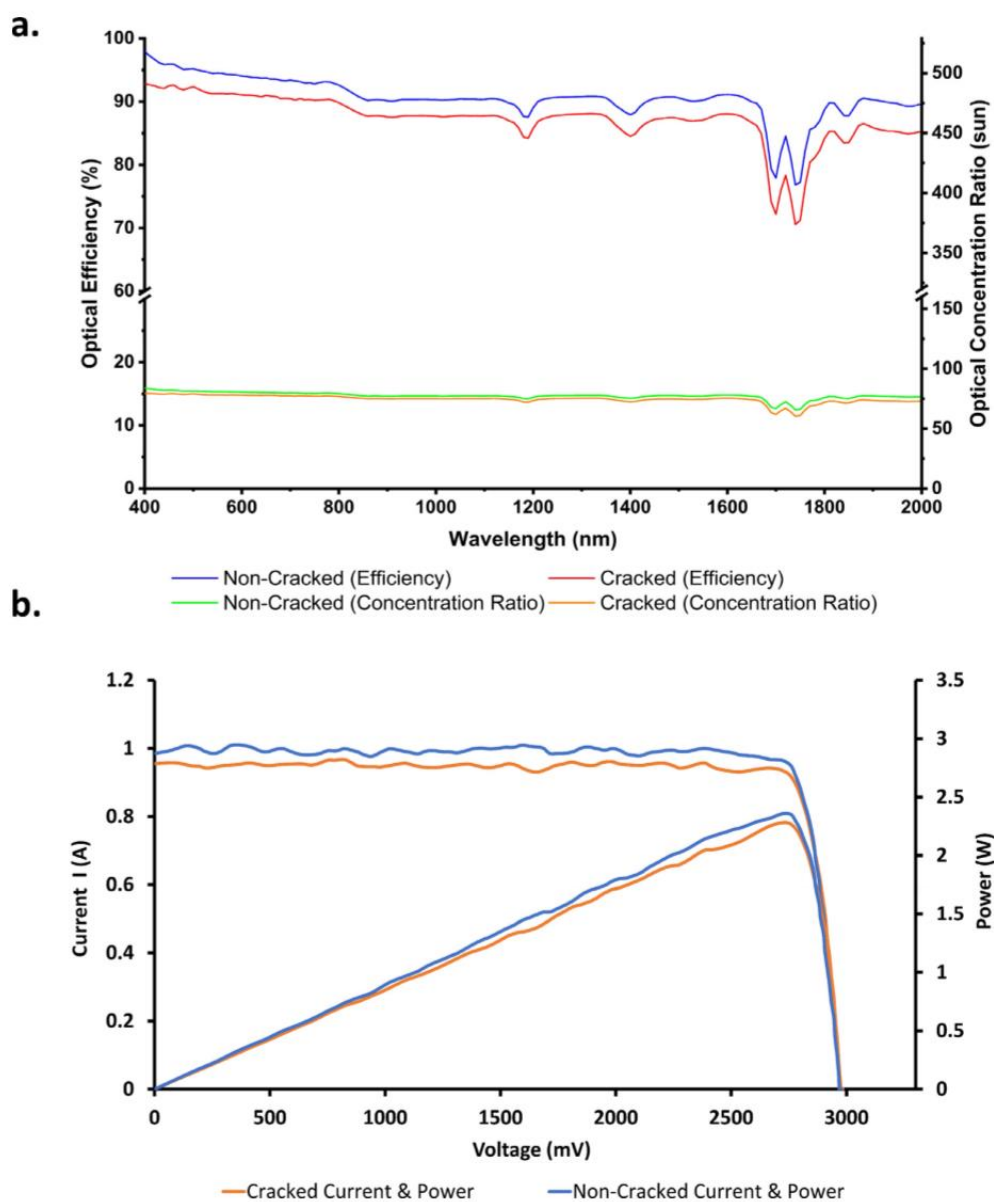 a.
100
90
80
70
60
20
10
0
Optical Efficiency (%)
500
450
400
350
150
100
50
0
Optical Concentration Ratio (sun)
400 600 800 1000 1200 1400 1600 1800 2000
Wavelength (nm)
Non-Cracked (Efficiency) Cracked (Efficiency)
Non-Cracked (Concentration Ratio) Cracked (Concentration Ratio)
b.
1.2
1
0.8
0.6
0.4
0.2
0
Current I (A)
3.5
3
2.5
2
1.5
1
0.5
0
Power (W)
0 500 1000 1500 2000 2500 3000
Voltage (mV)
Cracked Current & Power Non-Cracked Current & Power